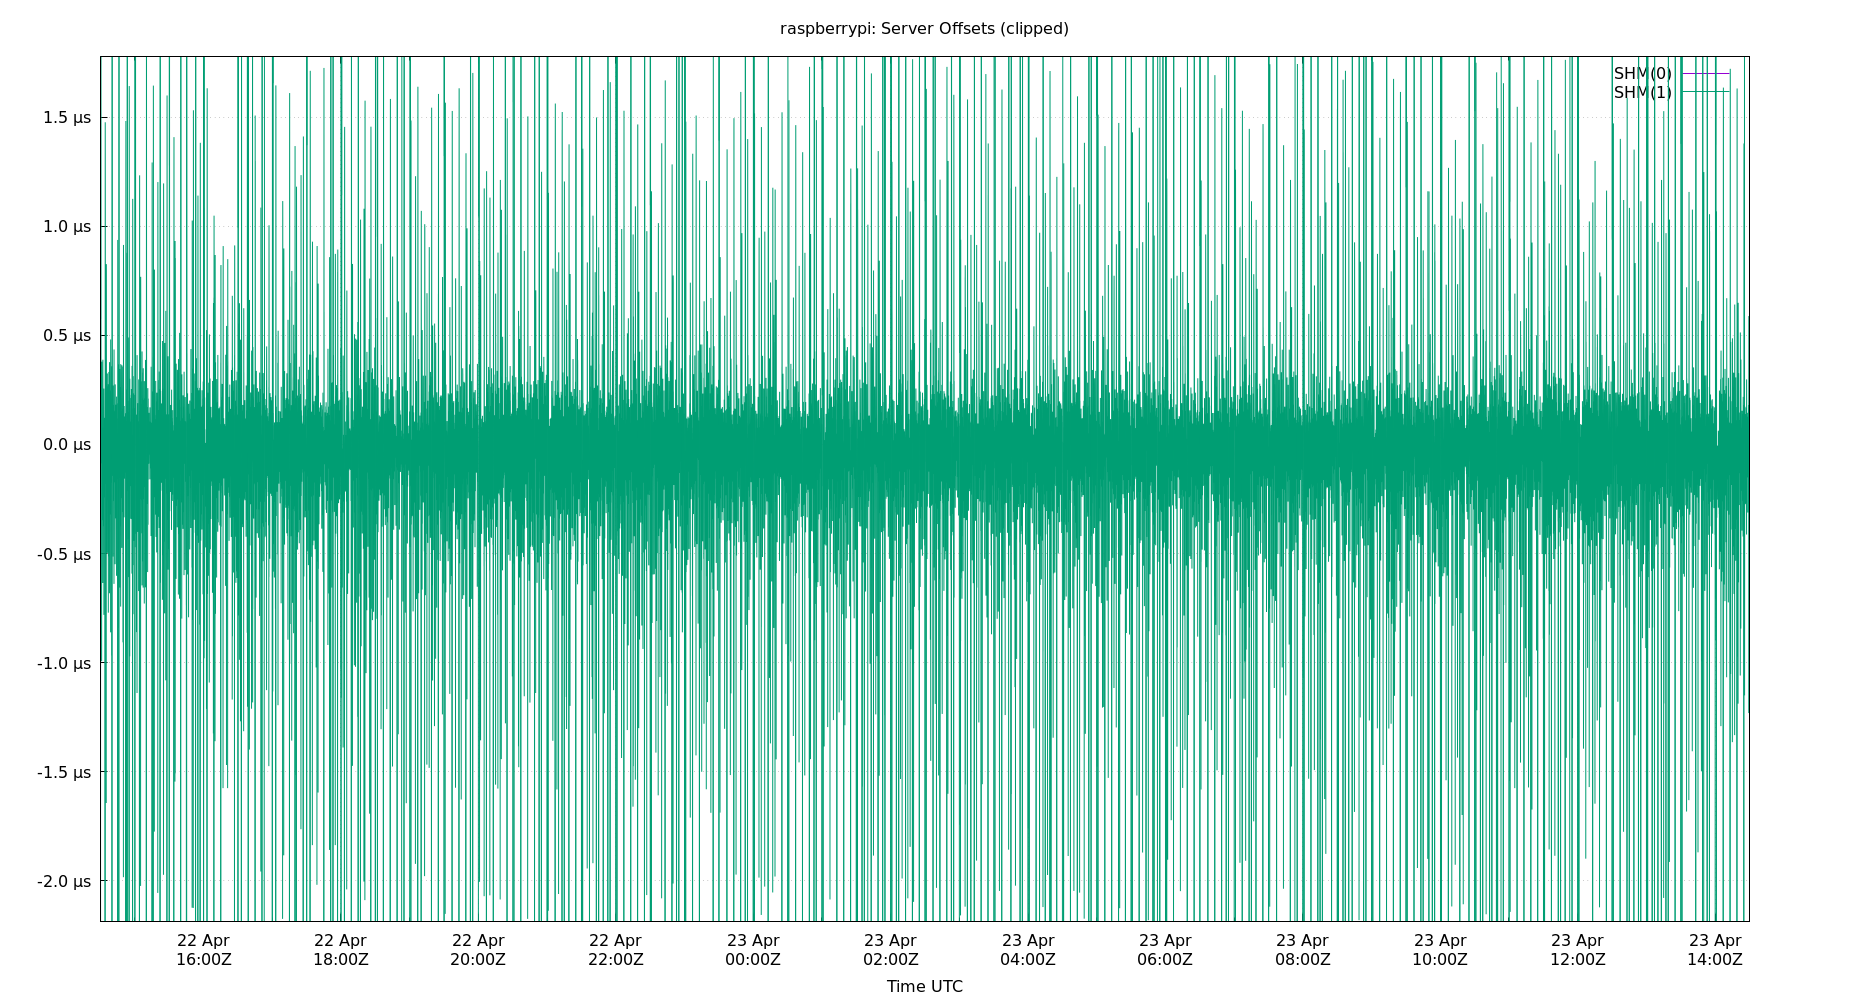 raspberrypi: Server Offsets (clipped)
SHM(0)
SHM(1)
1.5 µs
1.0 µs
0.5 µs
0.0 µs
-0.5 µs
-1.0 µs
-1.5 µs
-2.0 µs
22 Apr 22 Apr 22 Apr 22 Apr 23 Apr 23 Apr 23 Apr 23 Apr 23 Apr 23 Apr 23 Apr 23 Apr
16:00Z 18:00Z 20:00Z 22:00Z 00:00Z 02:00Z 04:00Z 06:00Z 08:00Z 10:00Z 12:00Z 14:00Z
Time UTC